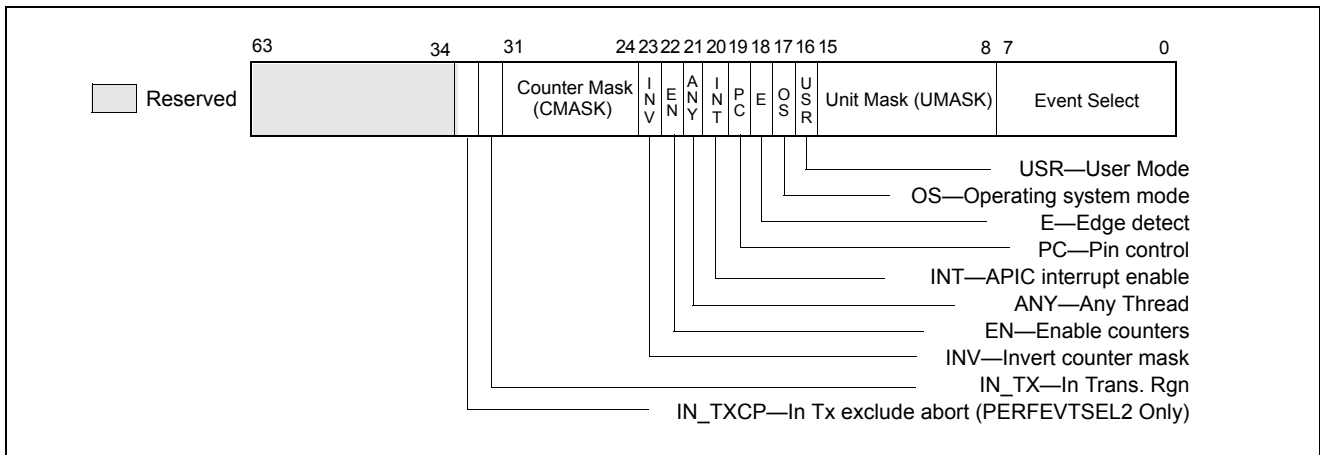 63 34 31 24 23 22 21 20 19 18 17 16 15 8 7 0
Reserved
Counter Mask
(CMASK)
INV
EN
ANY
INT
PC
E
OS
USR
Unit Mask (UMASK)
Event Select
USR—User Mode
OS—Operating system mode
E—Edge detect
PC—Pin control
INT—APIC interrupt enable
ANY—Any Thread
EN—Enable counters
INV—Invert counter mask
IN_TX—In Trans. Rgn
IN_TXCP—In Tx exclude abort (PERFEVTSEL2 Only)